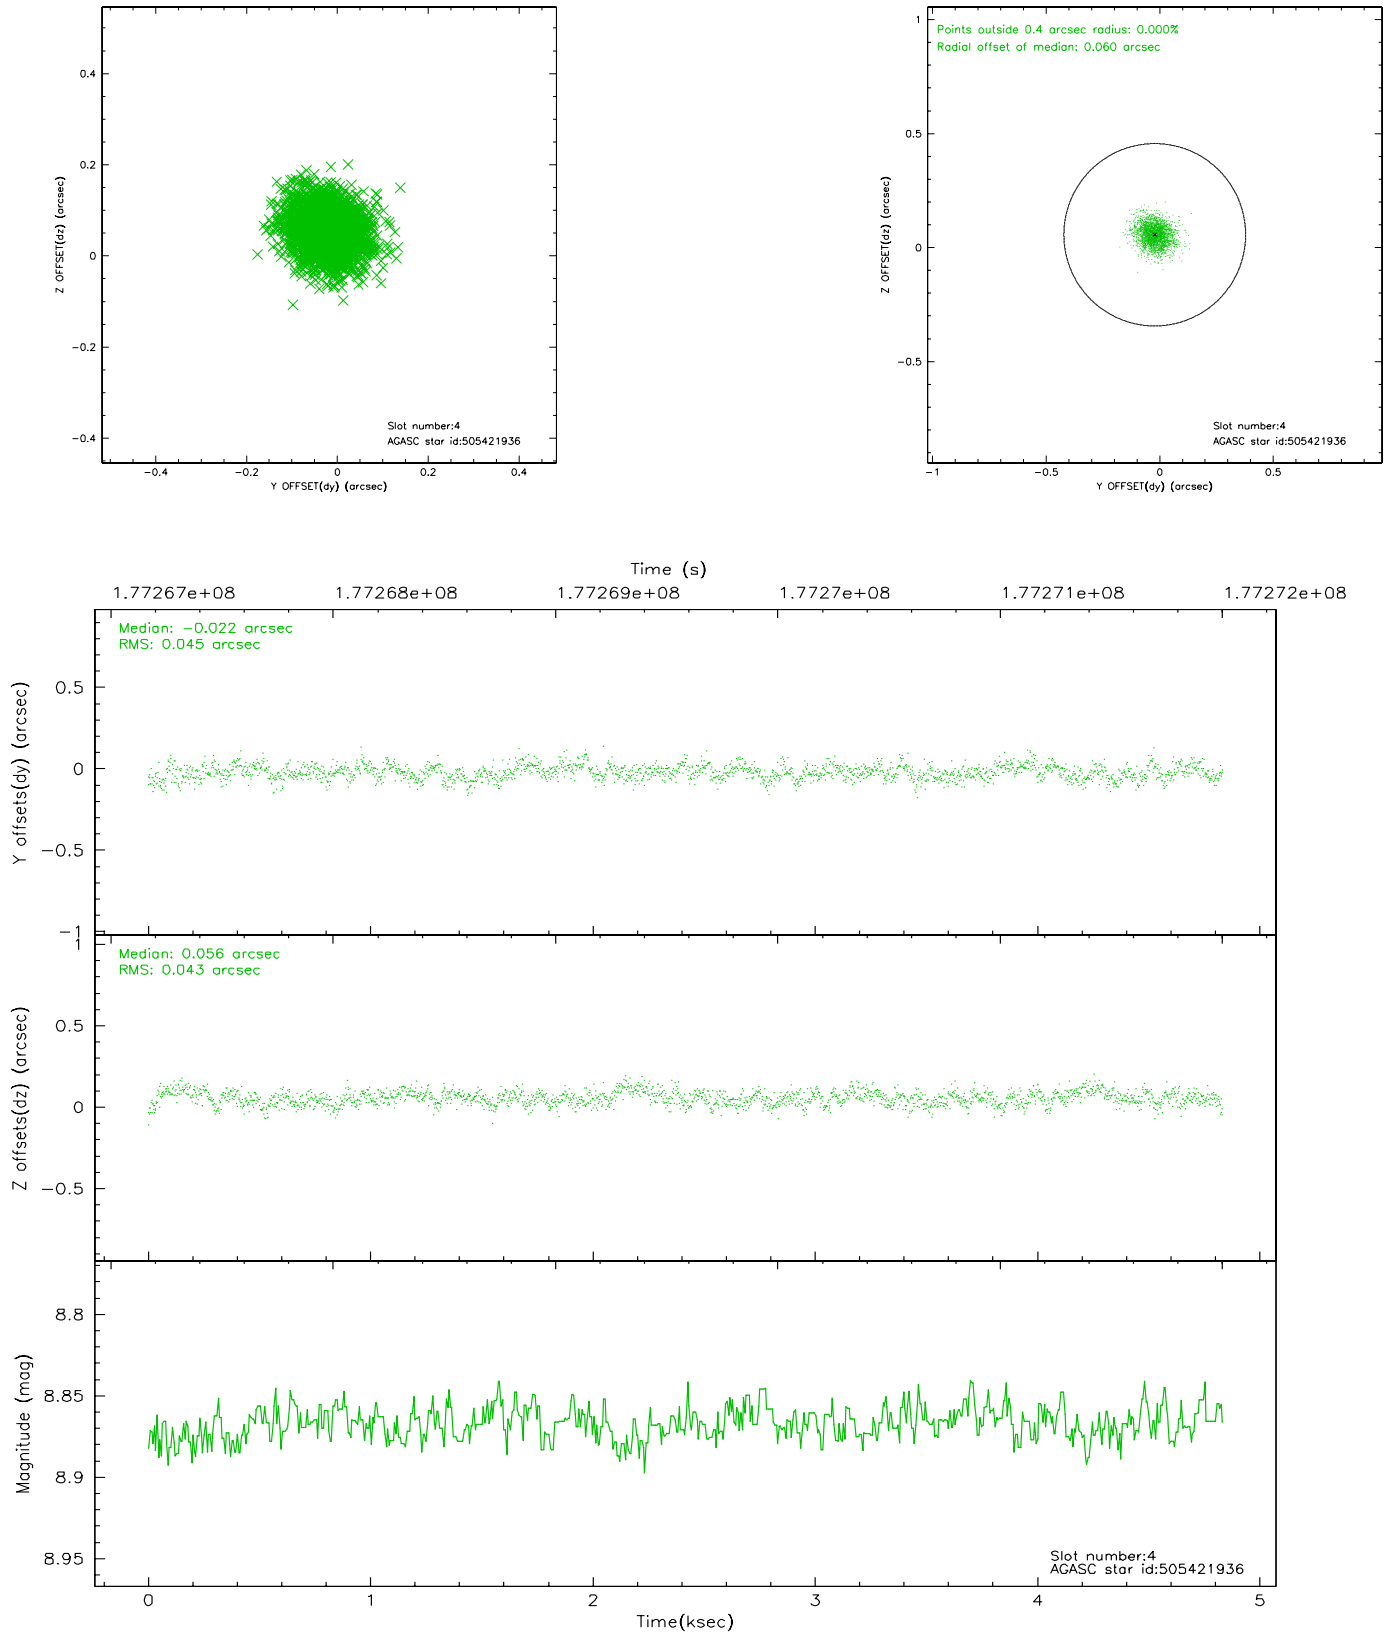 0.4
0.2
0
-0.2
-0.4
Z OFFSET(dz) (arcsec)
Slot number:4
AGASC star id:505421936
-0.4 -0.2 0 0.2 0.4
Y OFFSET(dy) (arcsec)
Points outside 0.4 arcsec radius: 0.000%
Radial offset of median: 0.060 arcsec
1
0.5
0
-0.5
Z OFFSET(dz) (arcsec)
Slot number:4
AGASC star id:505421936
-1 -0.5 0 0.5
Y OFFSET(dy) (arcsec)
Time (s)
1.77267e+08 1.77268e+08 1.77269e+08 1.7727e+08 1.77271e+08 1.77272e+08
Median: -0.022 arcsec
RMS: 0.045 arcsec
0.5
0
-0.5
-1
Y offsets(dy) (arcsec)
Median: 0.056 arcsec
RMS: 0.043 arcsec
1
0.5
0
-0.5
Z offsets(dz) (arcsec)
8.8
8.85
8.9
8.95
Magnitude (mag)
Slot number:4
AGASC star id:505421936
0 1 2 3 4 5
Time(ksec)